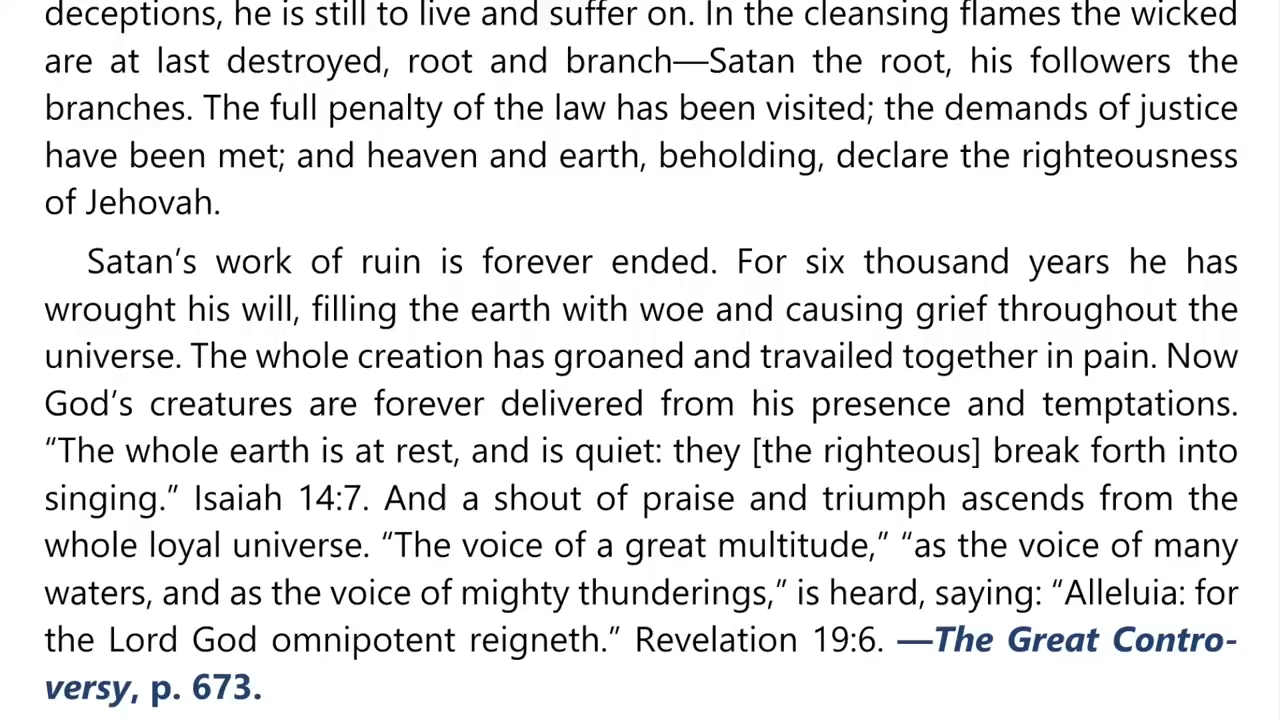 deceptions, he is still to live and suffer on. In the cleansing flames the wicked
are at last destroyed, root and branch—Satan the root, his followers the
branches. The full penalty of the law has been visited; the demands of justice
have been met; and heaven and earth, beholding, declare the righteousness
of Jehovah.
Satan’s work of ruin is forever ended. For six thousand years he has
wrought his will, filling the earth with woe and causing grief throughout the
universe. The whole creation has groaned and travailed together in pain. Now
God’s creatures are forever delivered from his presence and temptations.
“The whole earth is at rest, and is quiet: they [the righteous] break forth into
singing.” Isaiah 14:7. And a shout of praise and triumph ascends from the
whole loyal universe. “The voice of a great multitude,” “as the voice of many
waters, and as the voice of mighty thunderings,” is heard, saying: “Alleluia: for
the Lord God omnipotent reigneth.” Revelation 19:6. —The Great Contro-
versy, p. 673.